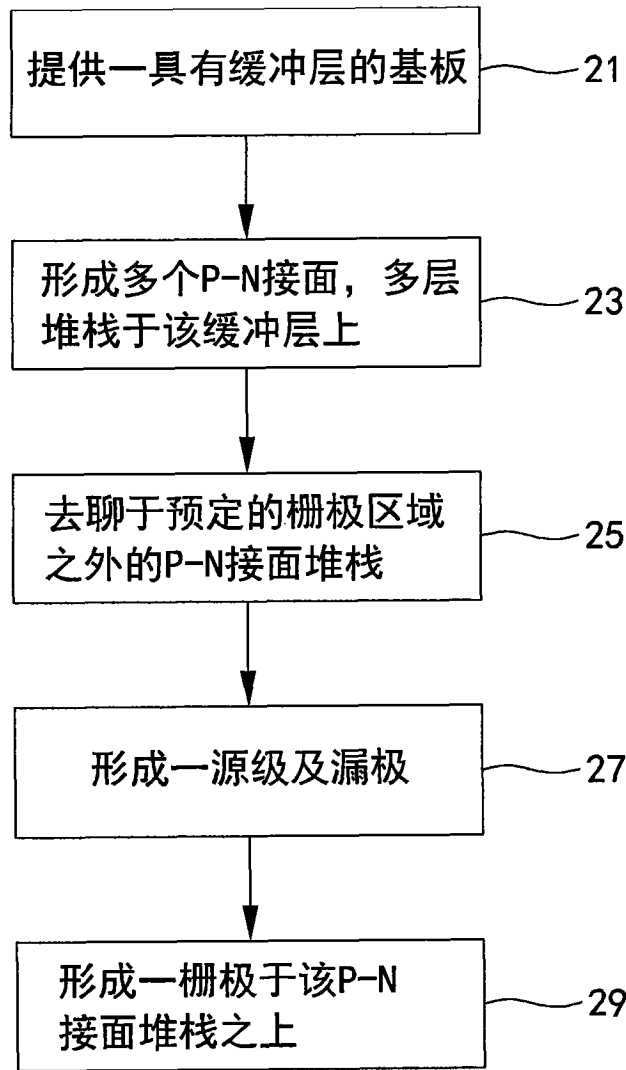 提供一具有缓冲层的基板
21
形成多个P-N接面，多层
堆栈于该缓冲层上
23
去聊于预定的栅极区域
之外的P-N接面堆栈
25
形成一源级及漏极
27
形成一栅极于该P-N
接面堆栈之上
29